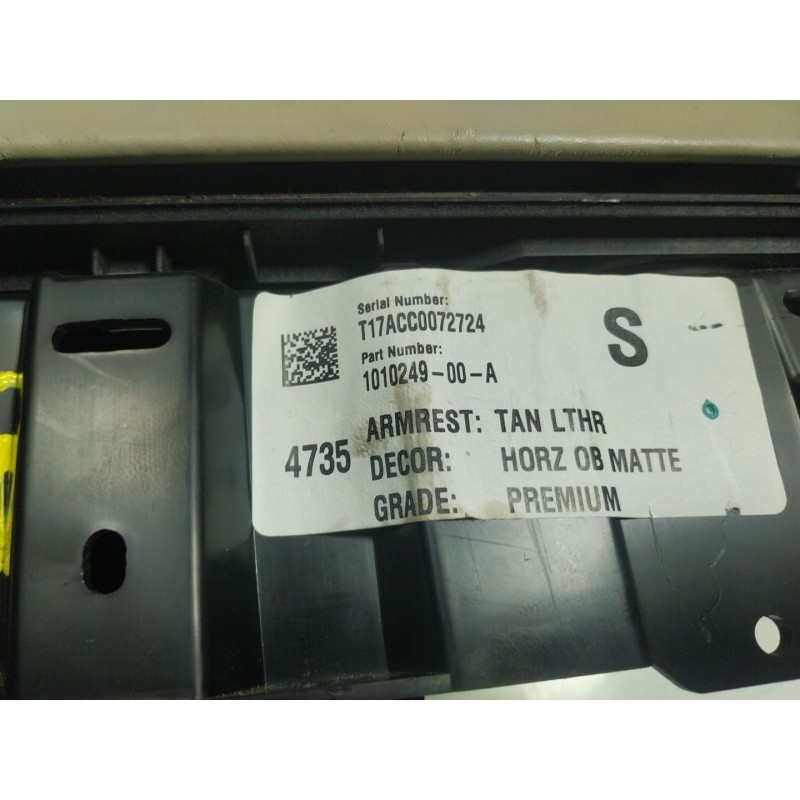 Serial Number:
T17ACC0072724
S
Part Number:
1010249-00-A
ARMREST: TAN LTHR
4735 DECOR: HORZ OB MATTE
GRADE: PREMIUM